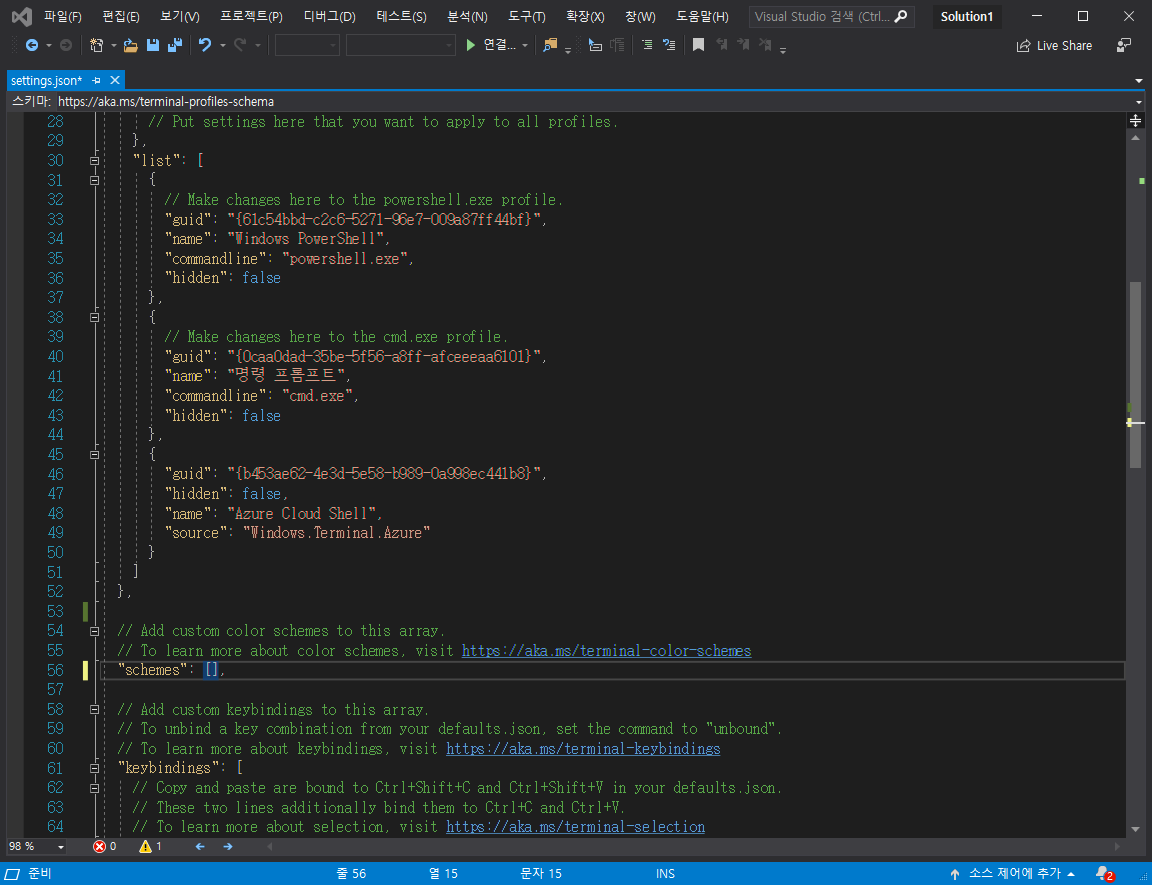 파일(F) 편집(E) 보기(V) 프로젝트(P) 디버그(D) 테스트(S) 분석(N) 도구(T) 확장(X) 창(W) 도움말(H) Visual Studio 검색 (Ctrl... Solution1
연결... Live Share
settings.json*
스키마: https://aka.ms/terminal-profiles-schema
28 // Put settings here that you want to apply to all profiles.
29 },
30 "list": [
31 {
32 // Make changes here to the powershell.exe profile.
33 "guid": "{61c54bbd-c2c6-5271-96e7-009a87ff44bf}",
34 "name": "Windows PowerShell",
35 "commandline": "powershell.exe",
36 "hidden": false
37 },
38 {
39 // Make changes here to the cmd.exe profile.
40 "guid": "{0caa0dad-35be-5f56-a8ff-afceeeaa6101}",
41 "name": "명령 프롬프트",
42 "commandline": "cmd.exe",
43 "hidden": false
44 },
45 {
46 "guid": "{b453ae62-4e3d-5e58-b989-0a998ec441b8}",
47 "hidden": false,
48 "name": "Azure Cloud Shell",
49 "source": "Windows.Terminal.Azure"
50 }
51 ]
52 },
53
54 // Add custom color schemes to this array.
55 // To learn more about color schemes, visit https://aka.ms/terminal-color-schemes
56 "schemes": [],
57
58 // Add custom keybindings to this array.
59 // To unbind a key combination from your defaults.json, set the command to "unbound".
60 // To learn more about keybindings, visit https://aka.ms/terminal-keybindings
61 "keybindings": [
62 // Copy and paste are bound to Ctrl+Shift+C and Ctrl+Shift+V in your defaults.json.
63 // These two lines additionally bind them to Ctrl+C and Ctrl+V.
64 // To learn more about selection, visit https://aka.ms/terminal-selection
98 % 0 1
준비 줄 56 열 15 문자 15 INS 소스 제어에 추가 2